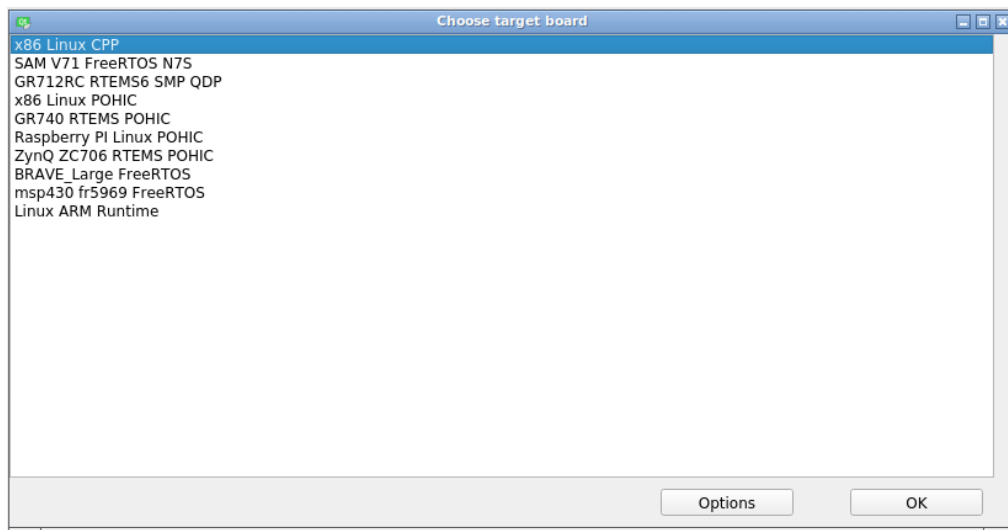 Choose target board
x86 Linux CPP
SAM V71 FreeRTOS N7S
GR712RC RTEMS6 SMP QDP
x86 Linux POHIC
GR740 RTEMS POHIC
Raspberry PI Linux POHIC
ZynQ ZC706 RTEMS POHIC
BRAVE_Large FreeRTOS
msp430 fr5969 FreeRTOS
Linux ARM Runtime
Options
OK